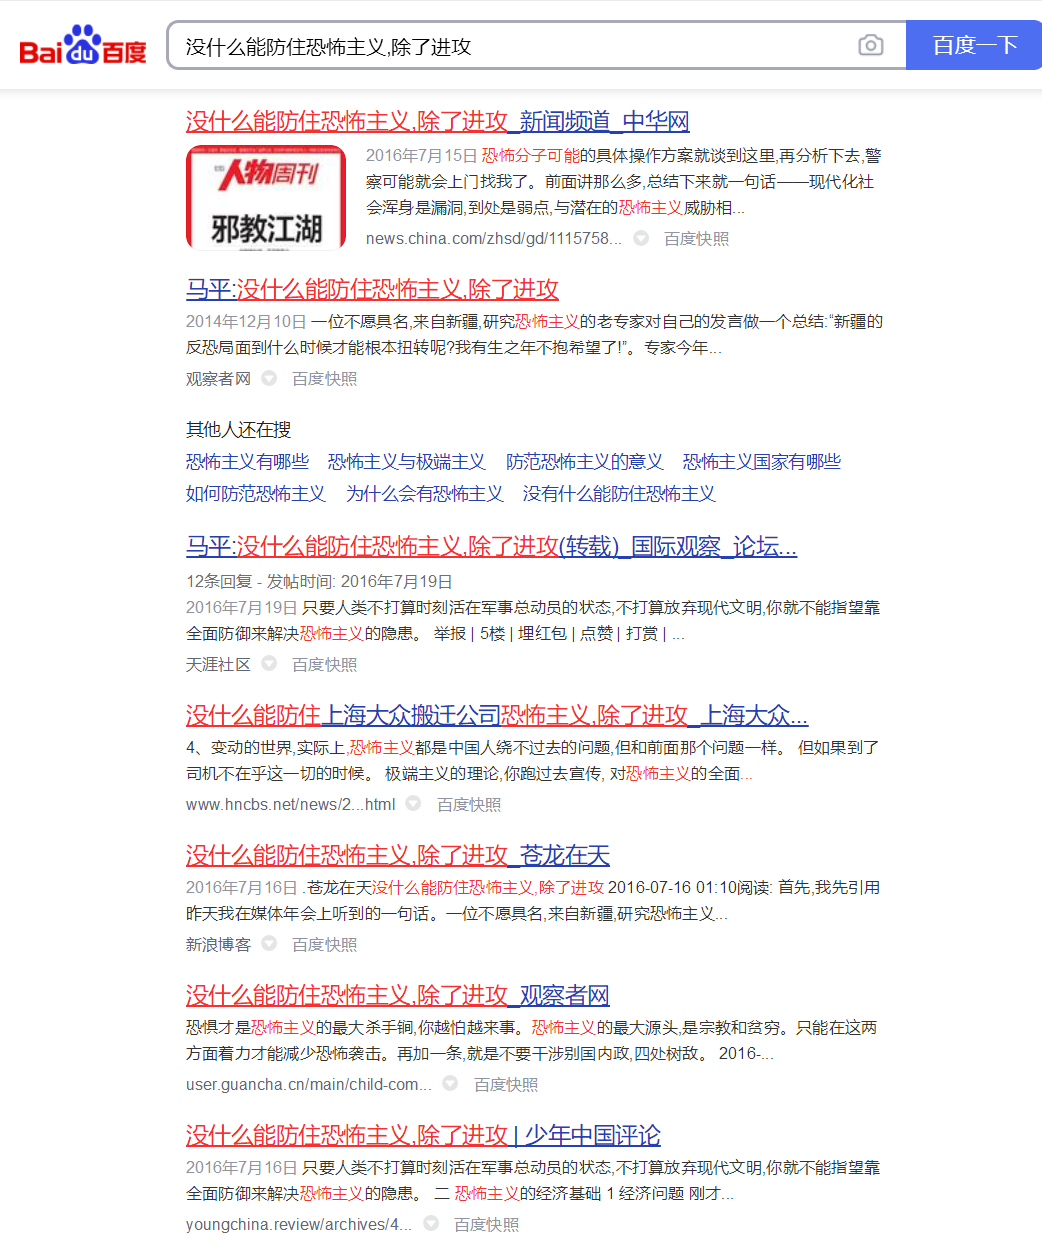 Bai du 百度
没什么能防住恐怖主义,除了进攻
百度一下
没什么能防住恐怖主义,除了进攻_新闻频道_中华网
人物周刊
邪教江湖
2016年7月15日 恐怖分子可能的具体操作方案就谈到这里,再分析下去,警
察可能就会上门找我了。前面讲那么多,总结下来就一句话——现代化社
会浑身是漏洞,到处是弱点,与潜在的恐怖主义威胁相...
news.china.com/zhsd/gd/1115758... 百度快照
马平:没什么能防住恐怖主义,除了进攻
2014年12月10日 一位不愿具名,来自新疆,研究恐怖主义的老专家对自己的发言做一个总结:“新疆的
反恐局面到什么时候才能根本扭转呢?我有生之年不抱希望了!”。专家今年...
观察者网 百度快照
其他人还在搜
恐怖主义有哪些 恐怖主义与极端主义 防范恐怖主义的意义 恐怖主义国家有哪些
如何防范恐怖主义 为什么会有恐怖主义 没有什么能防住恐怖主义
马平:没什么能防住恐怖主义,除了进攻(转载)_国际观察_论坛...
12条回复 - 发帖时间: 2016年7月19日
2016年7月19日 只要人类不打算时刻活在军事总动员的状态,不打算放弃现代文明,你就不能指望靠
全面防御来解决恐怖主义的隐患。 举报 | 5楼 | 埋红包 | 点赞 | 打赏 | ...
天涯社区 百度快照
没什么能防住上海大众搬迁公司恐怖主义,除了进攻_上海大众...
4、变动的世界,实际上,恐怖主义都是中国人绕不过去的问题,但和前面那个问题一样。 但如果到了
司机不在乎这一切的时候。 极端主义的理论,你跑过去宣传, 对恐怖主义的全面...
www.hncbs.net/news/2...html 百度快照
没什么能防住恐怖主义,除了进攻_苍龙在天
2016年7月16日 .苍龙在天没什么能防住恐怖主义,除了进攻 2016-07-16 01:10阅读: 首先,我先引用
昨天我在媒体年会上听到的一句话。一位不愿具名,来自新疆,研究恐怖主义...
新浪博客 百度快照
没什么能防住恐怖主义,除了进攻_观察者网
恐惧才是恐怖主义的最大杀手锏,你越怕越来事。恐怖主义的最大源头,是宗教和贫穷。只能在这两
方面着力才能减少恐怖袭击。再加一条,就是不要干涉别国内政,四处树敌。 2016-...
user.guancha.cn/main/child-com... 百度快照
没什么能防住恐怖主义,除了进攻 | 少年中国评论
2016年7月16日 只要人类不打算时刻活在军事总动员的状态,不打算放弃现代文明,你就不能指望靠
全面防御来解决恐怖主义的隐患。 二 恐怖主义的经济基础 1 经济问题 刚才...
youngchina.review/archives/4... 百度快照